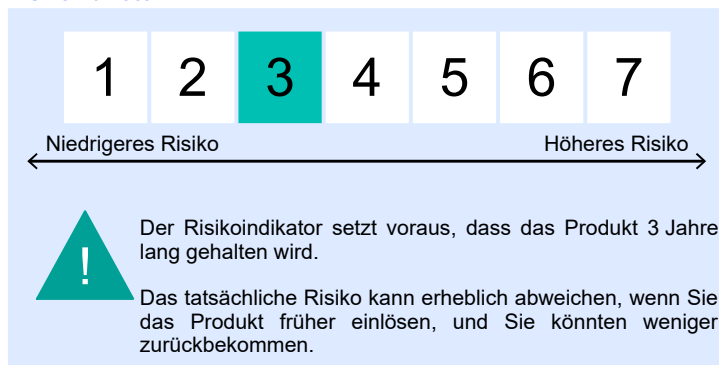 1 2 3 4 5 6 7
Niedrigeres Risiko Höheres Risiko
!
Der Risikoindikator setzt voraus, dass das Produkt 3 Jahre
lang gehalten wird.
Das tatsächliche Risiko kann erheblich abweichen, wenn Sie
das Produkt früher einlösen, und Sie könnten weniger
zurückbekommen.